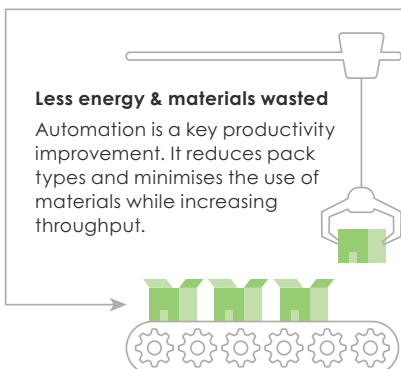 Less energy & materials wasted
Automation is a key productivity
improvement. It reduces pack
types and minimises the use of
materials while increasing
throughput.